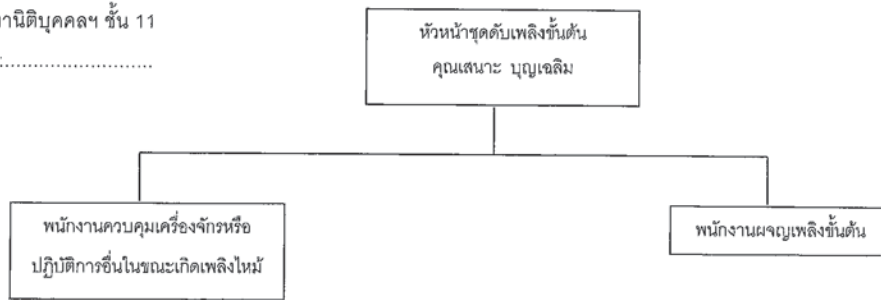 านิติบุคคลฯ ชั้น 11
:...........................
หัวหน้าชุดดับเพลิงขั้นต้น
คุณเสนาะ บุญเฉลิม
พนักงานควบคุมเครื่องจักรหรือ
ปฏิบัติการอื่นในขณะเกิดเพลิงไหม้
พนักงานผจญเพลิงขั้นต้น